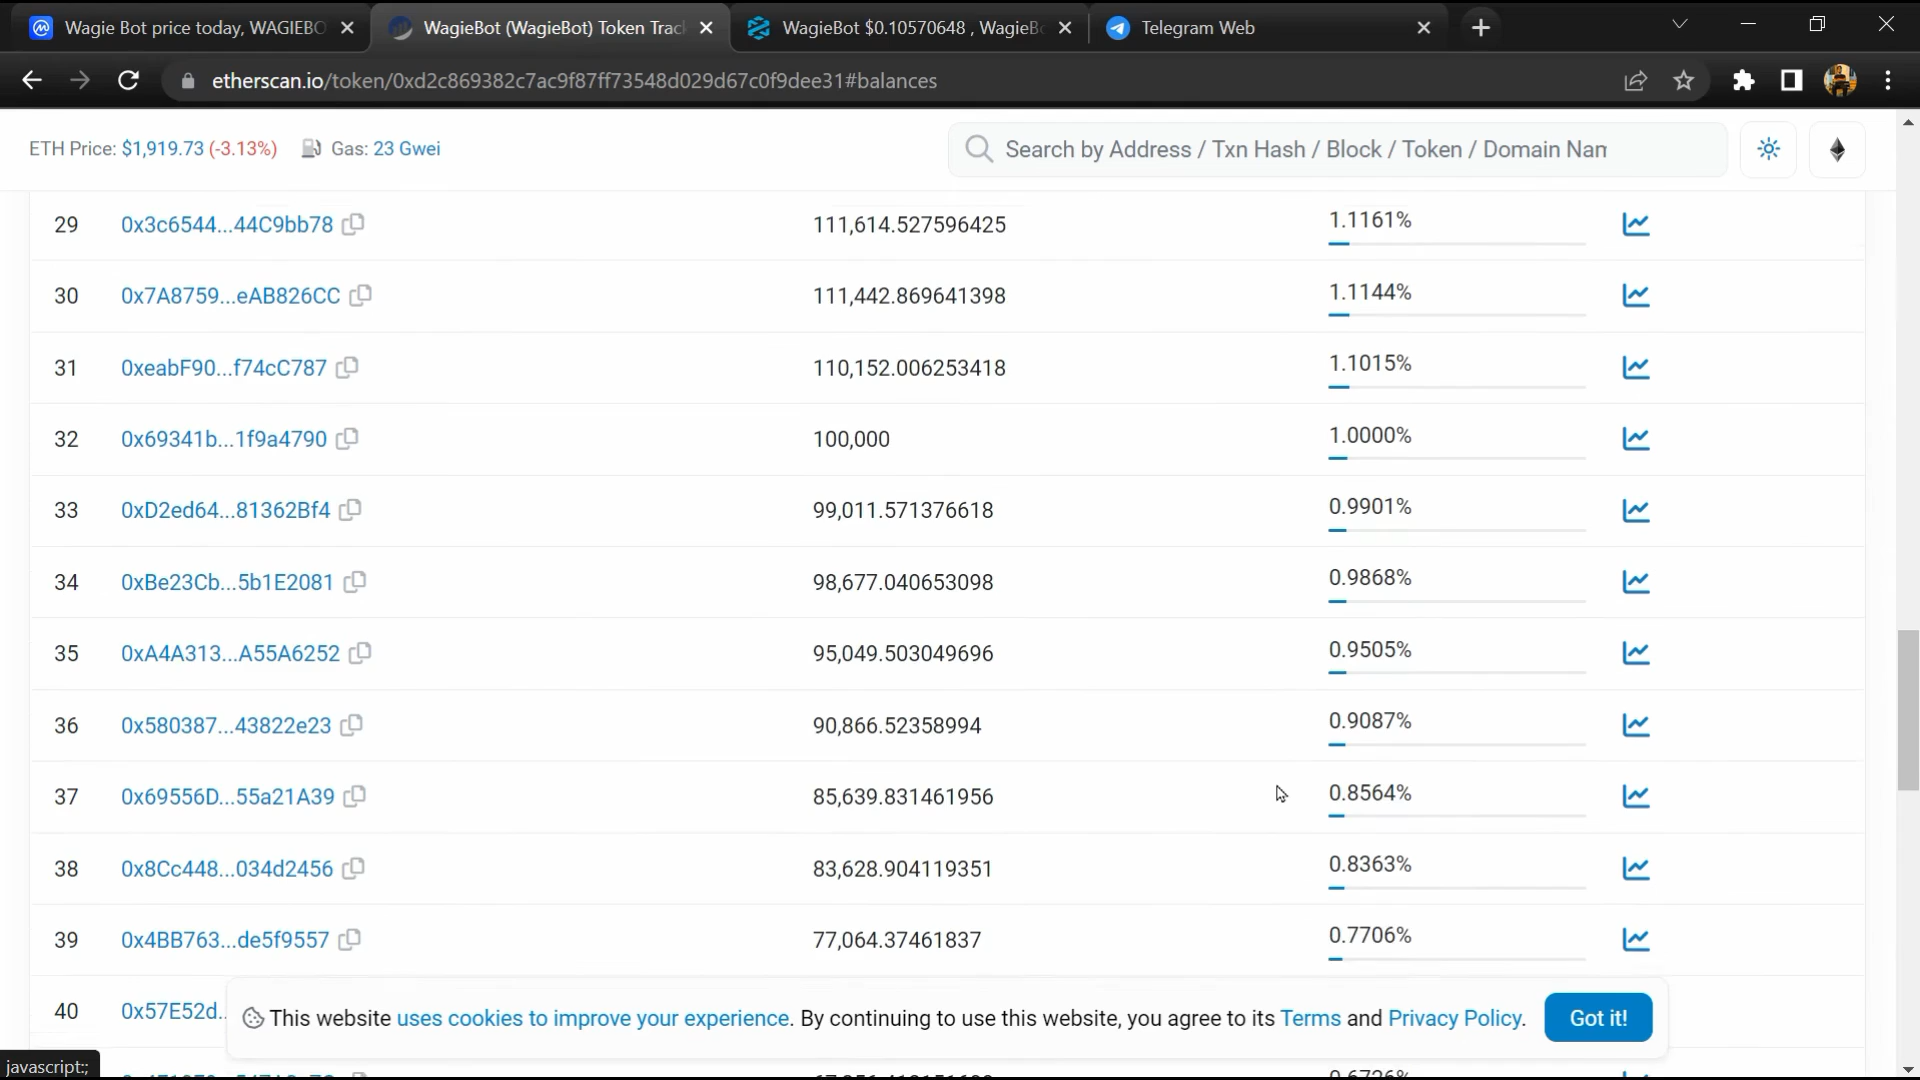 Wagie Bot price today, WAGIEBO
WagieBot (WagieBot) Token Trac
WagieBot $0.10570648 , WagieB
Telegram Web
etherscan.io/token/0xd2c869382c7ac9f87ff73548d029d67c0f9dee31#balances
ETH Price: $1,919.73 (-3.13%) Gas: 23 Gwei
Search by Address / Txn Hash / Block / Token / Domain Nam
29 0x3c6544...44C9bb78 111,614.527596425 1.1161%
30 0x7A8759...eAB826CC 111,442.869641398 1.1144%
31 0xeabF90...f74cC787 110,152.006253418 1.1015%
32 0x69341b...1f9a4790 100,000 1.0000%
33 0xD2ed64...81362Bf4 99,011.571376618 0.9901%
34 0xBe23Cb...5b1E2081 98,677.040653098 0.9868%
35 0xA4A313...A55A6252 95,049.503049696 0.9505%
36 0x580387...43822e23 90,866.52358994 0.9087%
37 0x69556D...55a21A39 85,639.831461956 0.8564%
38 0x8Cc448...034d2456 83,628.904119351 0.8363%
39 0x4BB763...de5f9557 77,064.37461837 0.7706%
40 0x57E52d..
This website uses cookies to improve your experience. By continuing to use this website, you agree to its Terms and Privacy Policy. Got it!
javascript:;